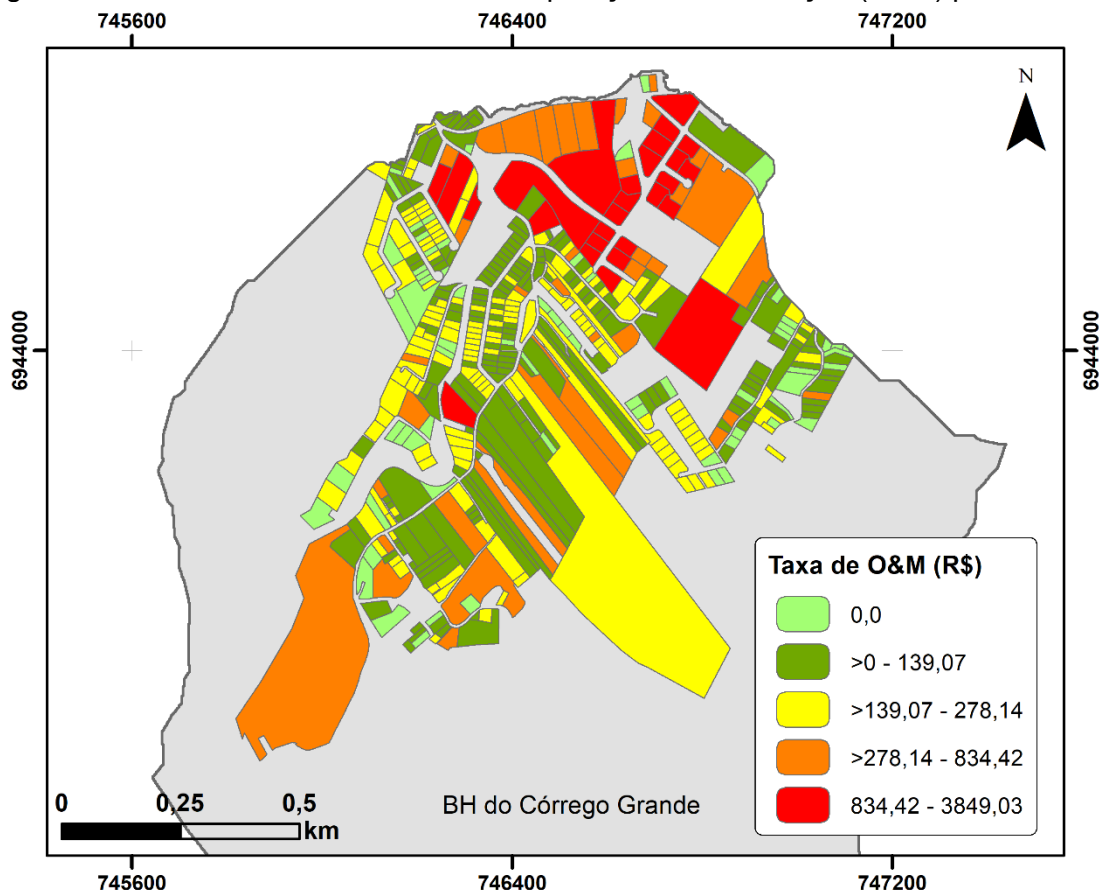 745600 746400 747200
N
6944000 6944000
Taxa de O&M (R$)
0,0
>0 - 139,07
>139,07 - 278,14
>278,14 - 834,42
834,42 - 3849,03
0 0,25 0,5
km
BH do Córrego Grande
745600 746400 747200